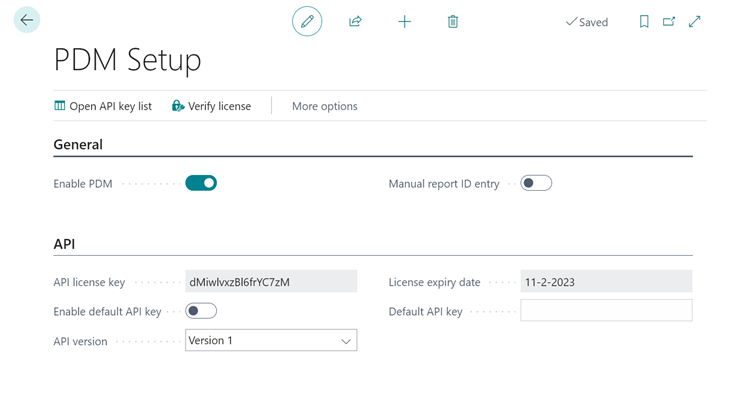 Saved
PDM Setup
Open API key list Verify license More options
General
Enable PDM Manual report ID entry
API
API license key dMiwlvxzBl6frYC7zM License expiry date 11-2-2023
Enable default API key Default API key
API version Version 1